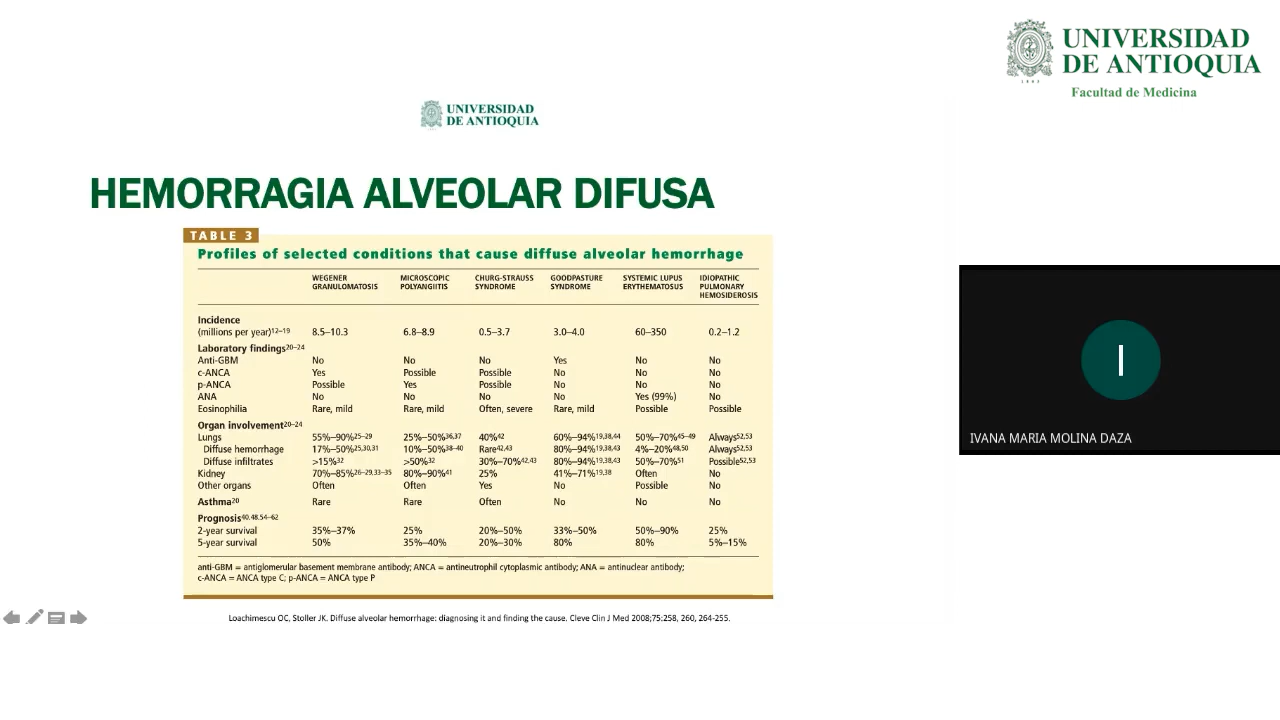 UNIVERSIDAD
DE ANTIOQUIA
1803
Facultad de Medicina
UNIVERSIDAD
DE ANTIOQUIA
HEMORRAGIA ALVEOLAR DIFUSA
TABLE 3
Profiles of selected conditions that cause diffuse alveolar hemorrhage
WEGENER GRANULOMATOSIS MICROSCOPIC POLYANGIITIS CHURG-STRAUSS SYNDROME GOODPASTURE SYNDROME SYSTEMIC LUPUS ERYTHEMATOSUS IDIOPATHIC PULMONARY HEMOSIDEROSIS
Incidence
(millions per year)12–19 8.5–10.3 6.8–8.9 0.5–3.7 3.0–4.0 60–350 0.2–1.2
Laboratory findings20–24
Anti-GBM No No No Yes No No
c-ANCA Yes Possible Possible No No No
p-ANCA Possible Yes Possible No No No
ANA No No No No Yes (99%) No
Eosinophilia Rare, mild Rare, mild Often, severe Rare, mild Possible Possible
Organ involvement20–24
Lungs 55%–90%25–29 25%–50%36,37 40%42 60%–94%19,38,44 50%–70%45–49 Always52,53
Diffuse hemorrhage 17%–50%25,30,31 10%–50%38–40 Rare42,43 80%–94%19,38,43 4%–20%48,50 Always52,53
Diffuse infiltrates >15%32 >50%32 30%–70%42,43 80%–94%19,38,43 50%–70%51 Possible52,53
Kidney 70%–85%26–29,33–35 80%–90%41 25% 41%–71%19,38 Often No
Other organs Often Often Yes No Possible No
Asthma20 Rare Rare Often No No No
Prognosis40,48,54–62
2-year survival 35%–37% 25% 20%–50% 33%–50% 50%–90% 25%
5-year survival 50% 35%–40% 20%–30% 80% 80% 5%–15%
anti-GBM = antiglomerular basement membrane antibody; ANCA = antineutrophil cytoplasmic antibody; ANA = antinuclear antibody;
c-ANCA = ANCA type C; p-ANCA = ANCA type P
Loachimescu OC, Stoller JK. Diffuse alveolar hemorrhage: diagnosing it and finding the cause. Cleve Clin J Med 2008;75:258, 260, 264-255.
I
IVANA MARIA MOLINA DAZA